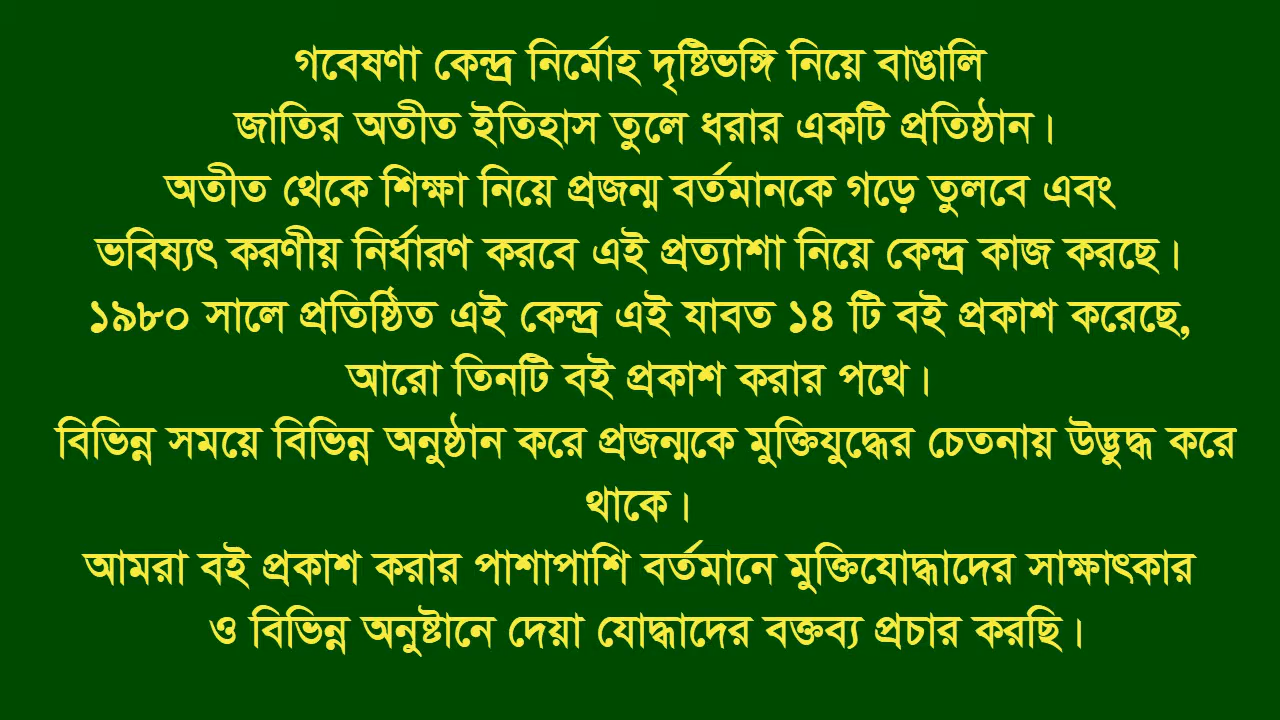 গবেষণা কেন্দ্র নির্মোহ দৃষ্টিভঙ্গি নিয়ে বাঙালি
জাতির অতীত ইতিহাস তুলে ধরার একটি প্রতিষ্ঠান।
অতীত থেকে শিক্ষা নিয়ে প্রজন্ম বর্তমানকে গড়ে তুলবে এবং
ভবিষ্যৎ করণীয় নির্ধারণ করবে এই প্রত্যাশা নিয়ে কেন্দ্র কাজ করছে।
১৯৮০ সালে প্রতিষ্ঠিত এই কেন্দ্র এই যাবত ১৪ টি বই প্রকাশ করেছে,
আরো তিনটি বই প্রকাশ করার পথে।
বিভিন্ন সময়ে বিভিন্ন অনুষ্ঠান করে প্রজন্মকে মুক্তিযুদ্ধের চেতনায় উদ্ভুদ্ধ করে
থাকে।
আমরা বই প্রকাশ করার পাশাপাশি বর্তমানে মুক্তিযোদ্ধাদের সাক্ষাৎকার
ও বিভিন্ন অনুষ্টানে দেয়া যোদ্ধাদের বক্তব্য প্রচার করছি।